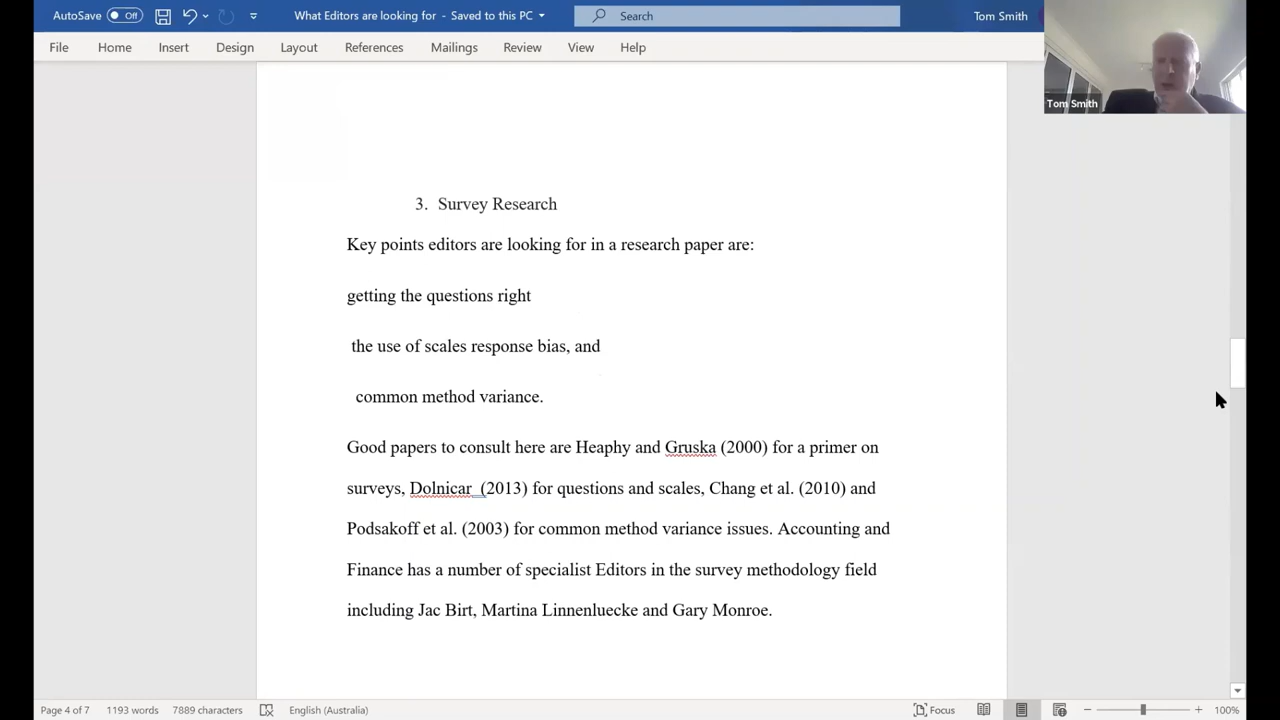 AutoSave Off What Editors are looking for - Saved to this PC Search Tom Smith
File Home Insert Design Layout References Mailings Review View Help
Tom Smith
3. Survey Research
Key points editors are looking for in a research paper are:
getting the questions right
the use of scales response bias, and
common method variance.
Good papers to consult here are Heaphy and Gruska (2000) for a primer on
surveys, Dolnicar (2013) for questions and scales, Chang et al. (2010) and
Podsakoff et al. (2003) for common method variance issues. Accounting and
Finance has a number of specialist Editors in the survey methodology field
including Jac Birt, Martina Linnenluecke and Gary Monroe.
Page 4 of 7 1193 words 7889 characters English (Australia) Focus 100%